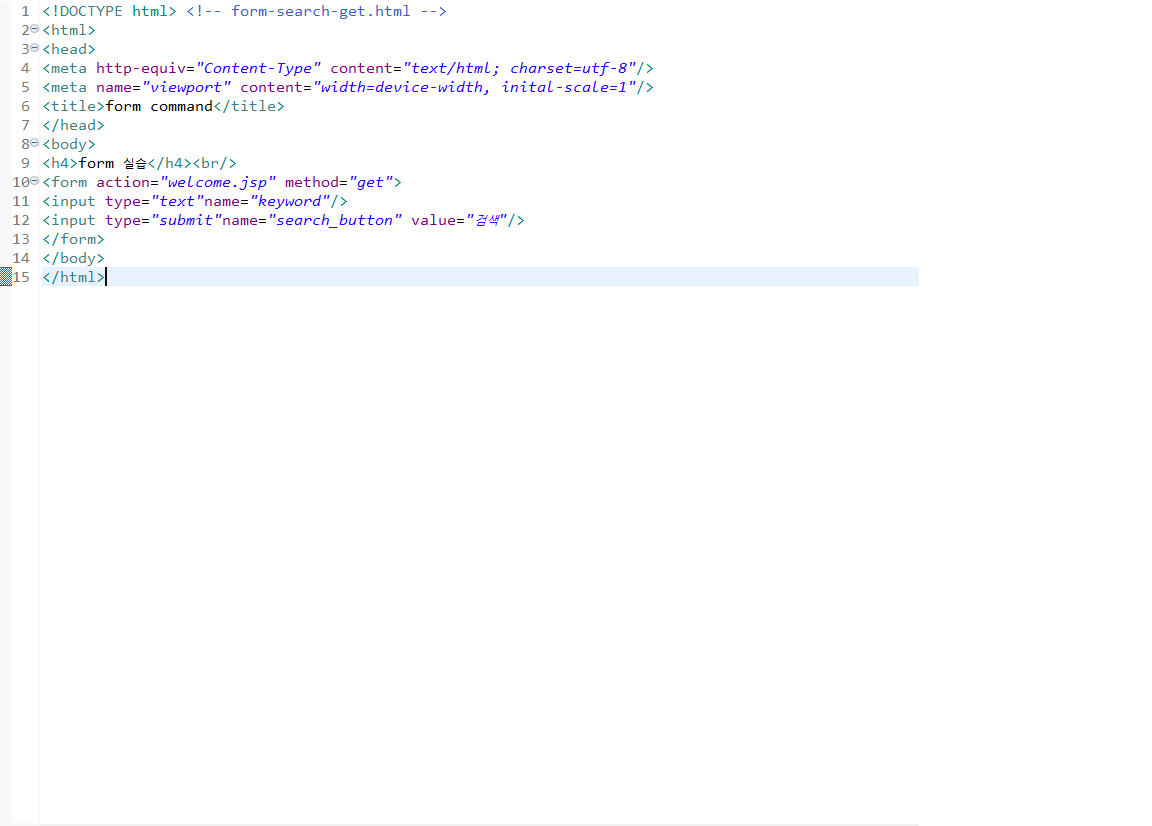 1 <!DOCTYPE html> <!-- form-search-get.html -->
2 <html>
3 <head>
4 <meta http-equiv="Content-Type" content="text/html; charset=utf-8"/>
5 <meta name="viewport" content="width=device-width, inital-scale=1"/>
6 <title>form command</title>
7 </head>
8 <body>
9 <h4>form 실습</h4><br/>
10 <form action="welcome.jsp" method="get">
11 <input type="text"name="keyword"/>
12 <input type="submit"name="search_button" value="검색"/>
13 </form>
14 </body>
15 </html>